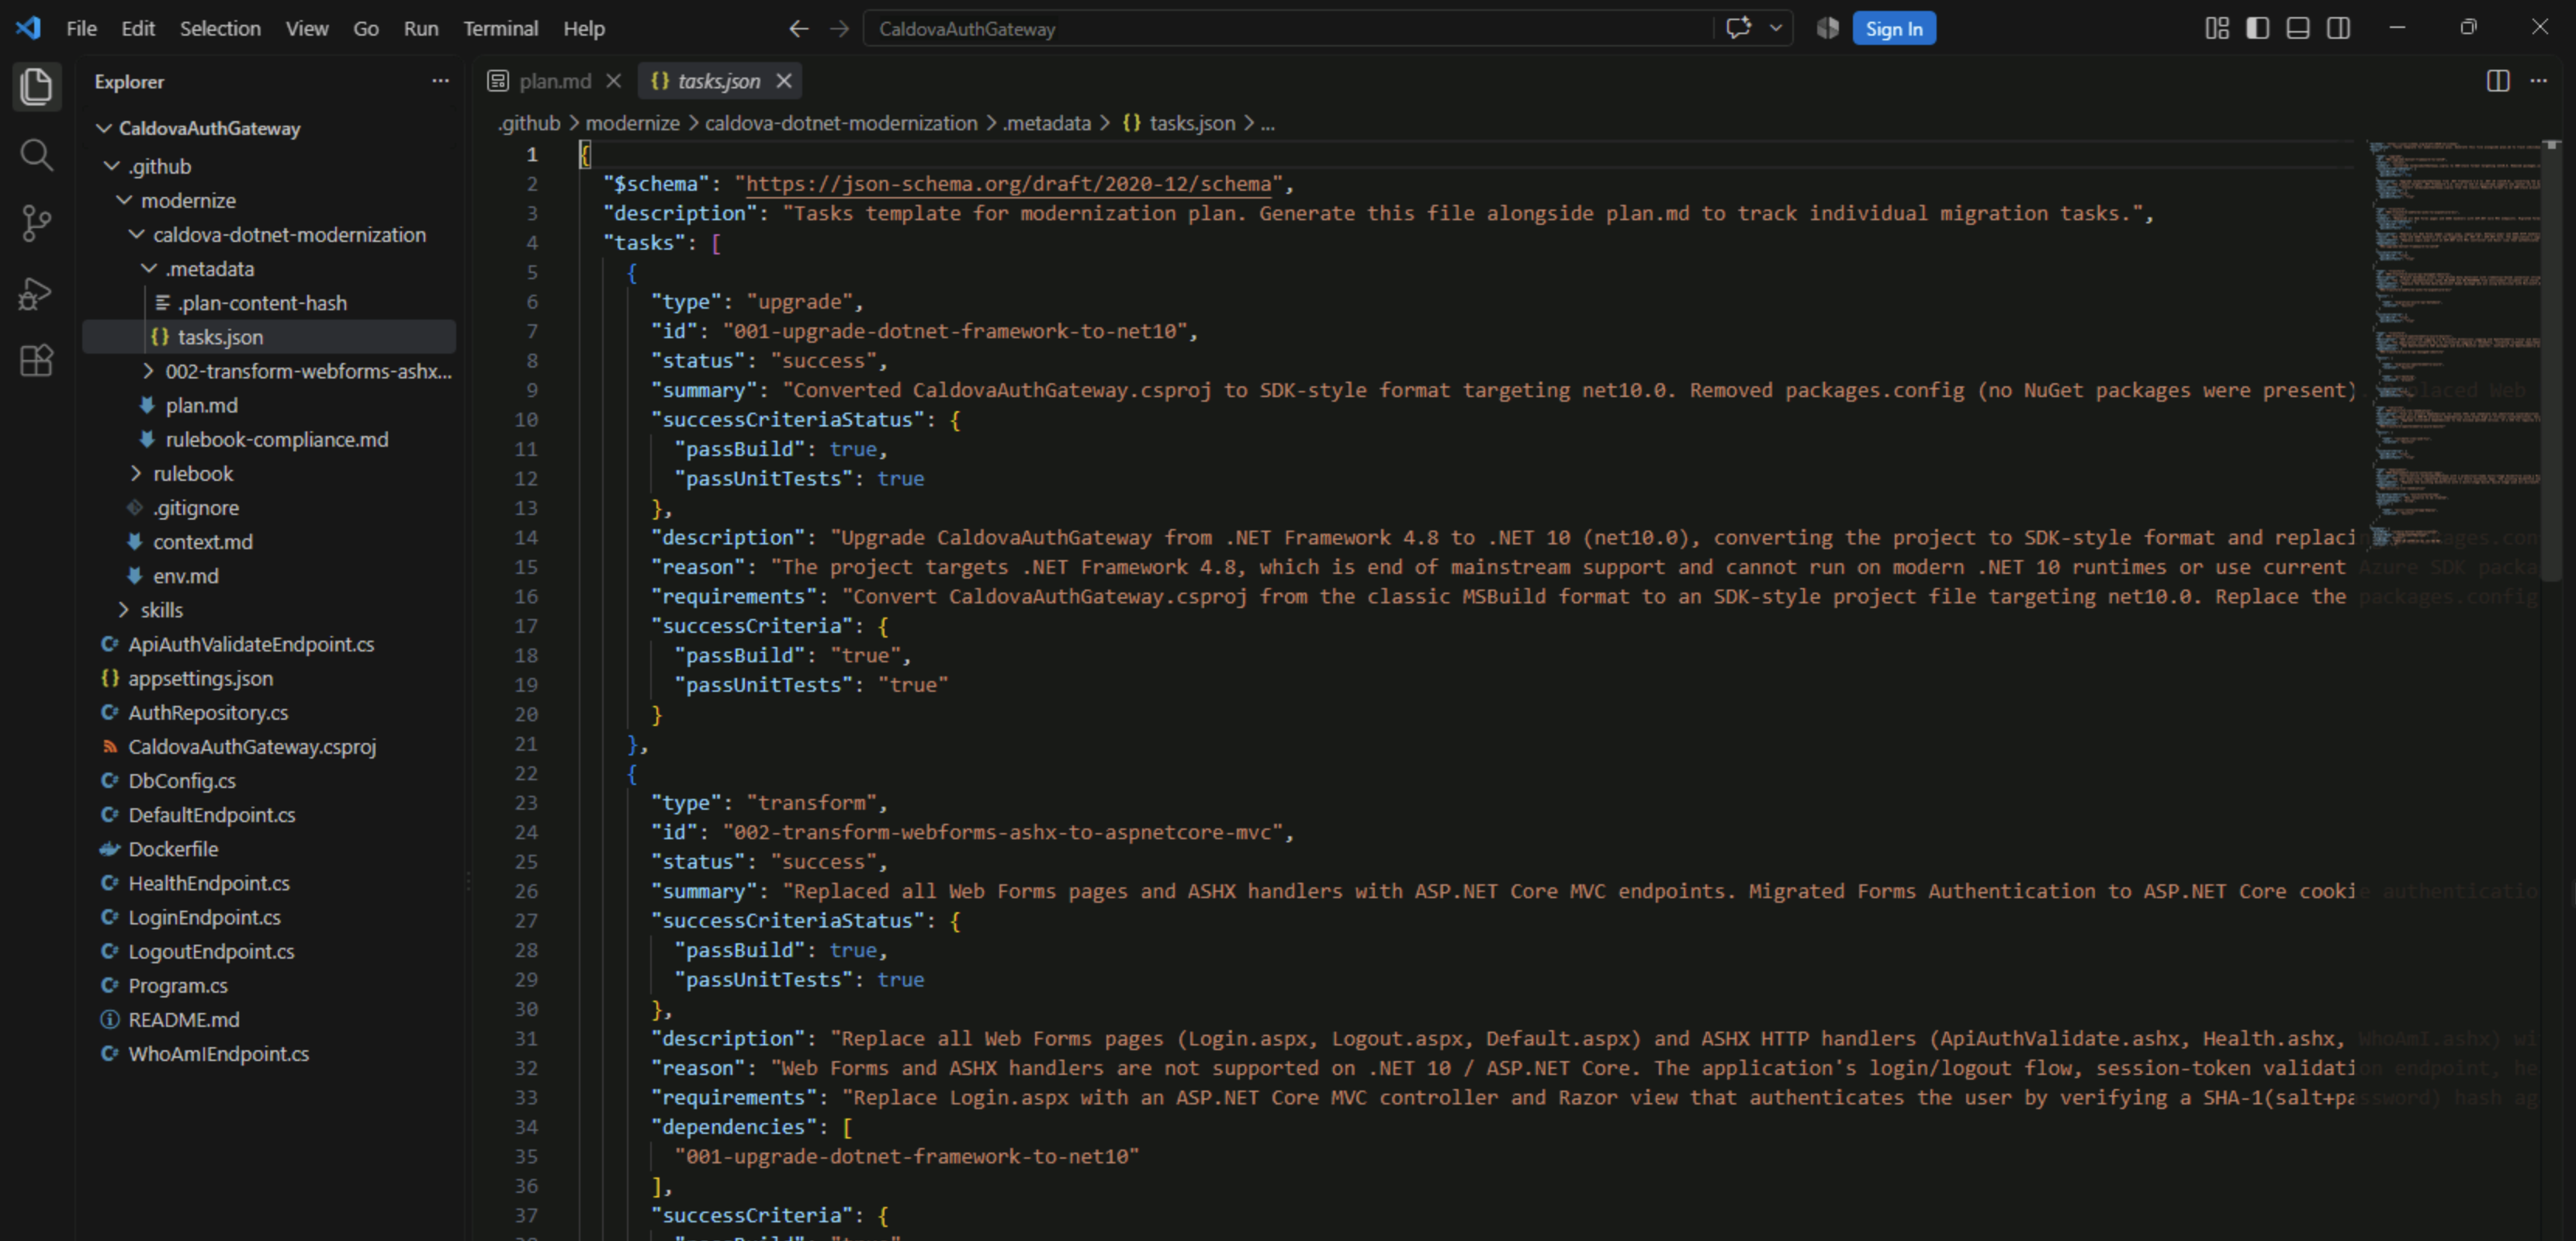 File Edit Selection View Go Run Terminal Help
CaldovaAuthGateway
Sign In
Explorer
CaldovaAuthGateway
.github
modernize
caldova-dotnet-modernization
.metadata
.plan-content-hash
tasks.json
002-transform-webforms-ashx...
plan.md
rulebook-compliance.md
rulebook
.gitignore
context.md
env.md
skills
ApiAuthValidateEndpoint.cs
appsettings.json
AuthRepository.cs
CaldovaAuthGateway.csproj
DbConfig.cs
DefaultEndpoint.cs
Dockerfile
HealthEndpoint.cs
LoginEndpoint.cs
LogoutEndpoint.cs
Program.cs
README.md
WhoAmIEndpoint.cs
plan.md
{} tasks.json
.github > modernize > caldova-dotnet-modernization > .metadata > {} tasks.json > ...
1 {
2 "$schema": "https://json-schema.org/draft/2020-12/schema",
3 "description": "Tasks template for modernization plan. Generate this file alongside plan.md to track individual migration tasks.",
4 "tasks": [
5 {
6 "type": "upgrade",
7 "id": "001-upgrade-dotnet-framework-to-net10",
8 "status": "success",
9 "summary": "Converted CaldovaAuthGateway.csproj to SDK-style format targeting net10.0. Removed packages.config (no NuGet packages were present)
10 "successCriteriaStatus": {
11 "passBuild": true,
12 "passUnitTests": true
13 },
14 "description": "Upgrade CaldovaAuthGateway from .NET Framework 4.8 to .NET 10 (net10.0), converting the project to SDK-style format and replaci
15 "reason": "The project targets .NET Framework 4.8, which is end of mainstream support and cannot run on modern .NET 10 runtimes or use current Azure SDK packa
16 "requirements": "Convert CaldovaAuthGateway.csproj from the classic MSBuild format to an SDK-style project file targeting net10.0. Replace the packages.config
17 "successCriteria": {
18 "passBuild": "true",
19 "passUnitTests": "true"
20 }
21 },
22 {
23 "type": "transform",
24 "id": "002-transform-webforms-ashx-to-aspnetcore-mvc",
25 "status": "success",
26 "summary": "Replaced all Web Forms pages and ASHX handlers with ASP.NET Core MVC endpoints. Migrated Forms Authentication to ASP.NET Core cookie authenticatio
27 "successCriteriaStatus": {
28 "passBuild": true,
29 "passUnitTests": true
30 },
31 "description": "Replace all Web Forms pages (Login.aspx, Logout.aspx, Default.aspx) and ASHX HTTP handlers (ApiAuthValidate.ashx, Health.ashx, WhoAmI.ashx) wi
32 "reason": "Web Forms and ASHX handlers are not supported on .NET 10 / ASP.NET Core. The application's login/logout flow, session-token validation endpoint, he
33 "requirements": "Replace Login.aspx with an ASP.NET Core MVC controller and Razor view that authenticates the user by verifying a SHA-1(salt+password) hash ag
34 "dependencies": [
35 "001-upgrade-dotnet-framework-to-net10"
36 ],
37 "successCriteria": {